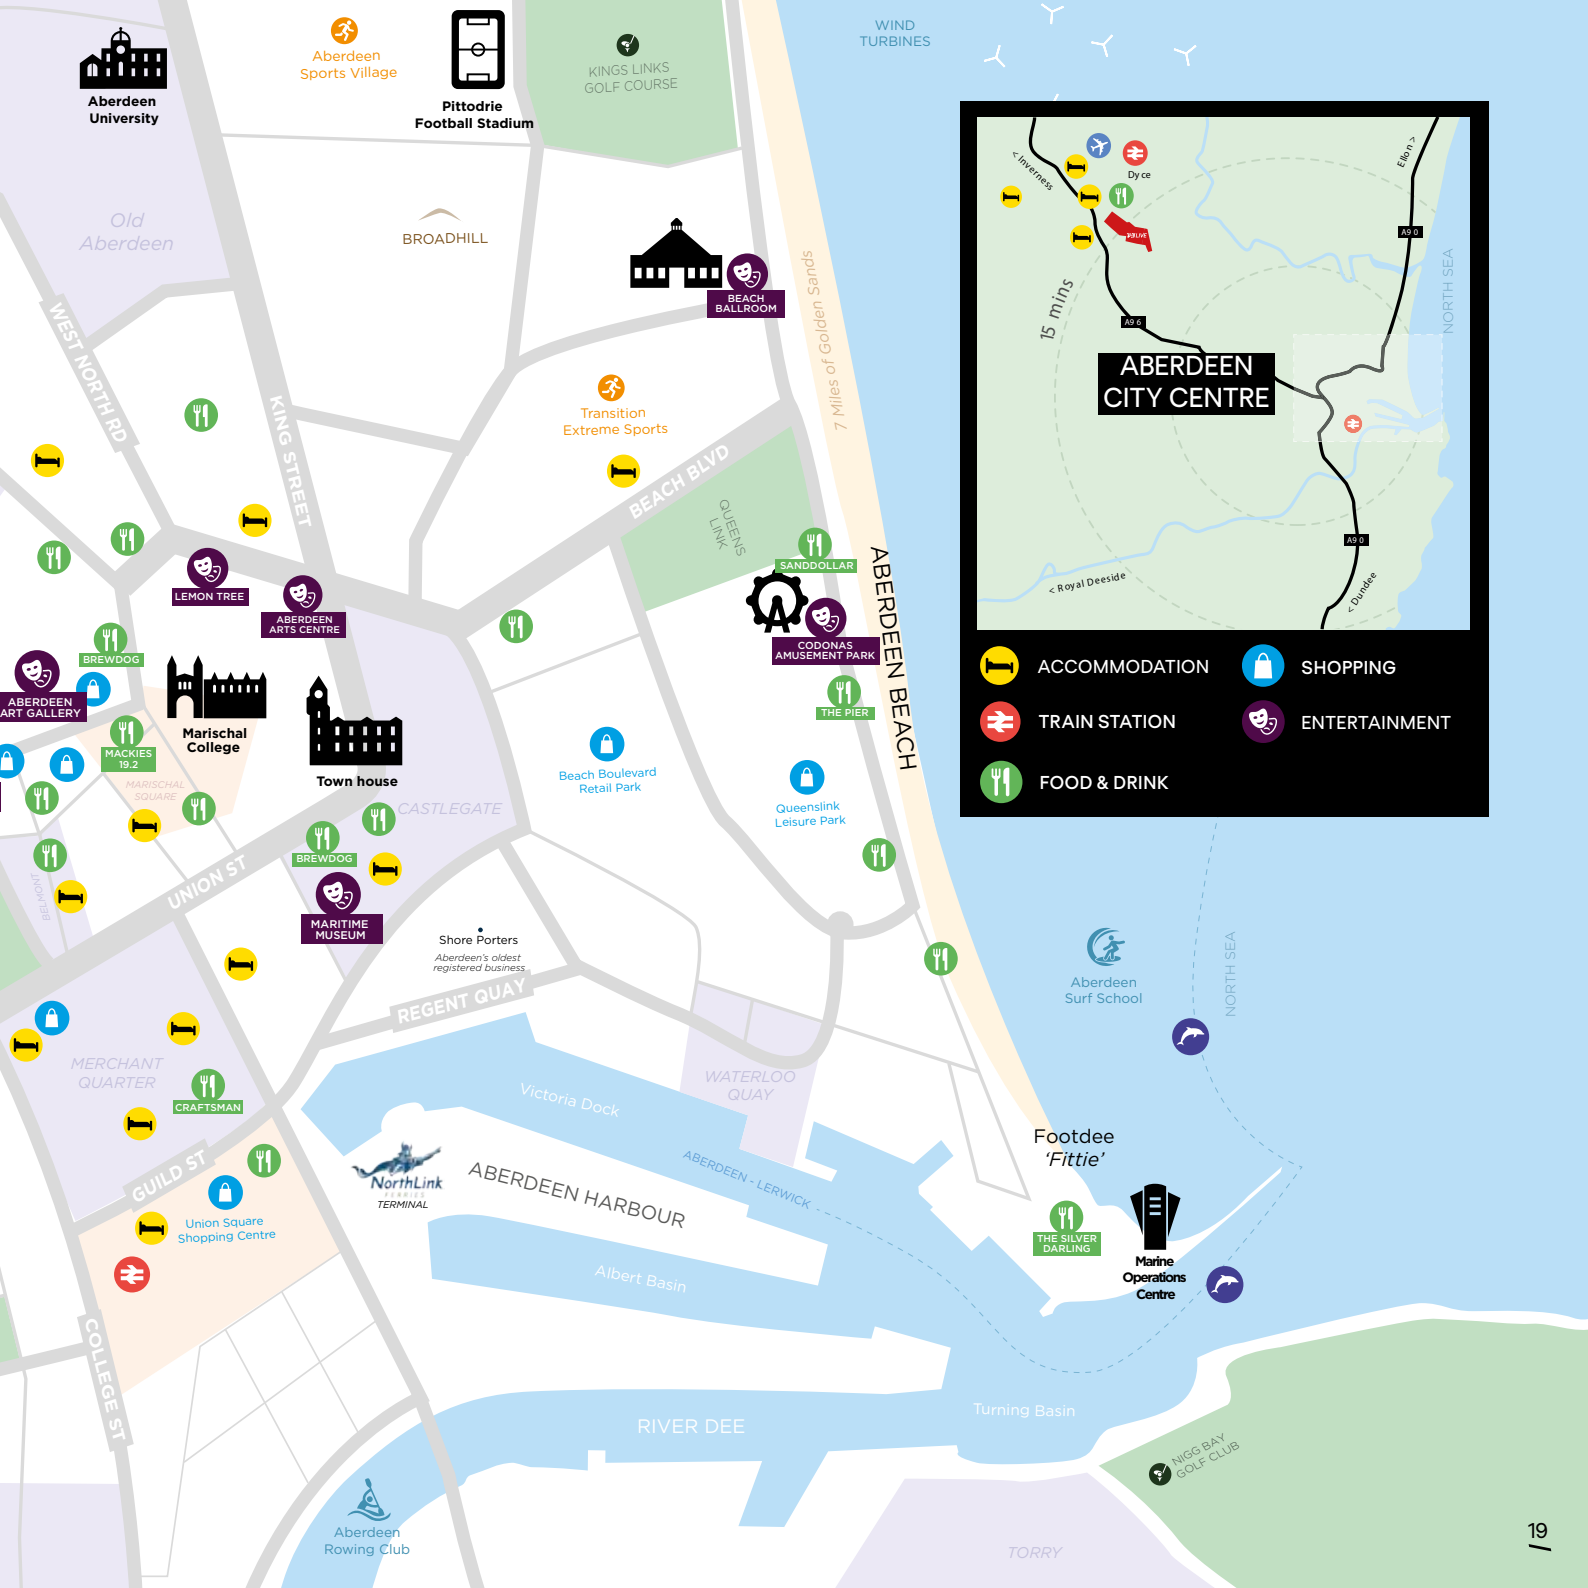 WIND
TURBINES
Aberdeen
Sports Village
Aberdeen
University
Pittodrie
Football Stadium
KINGS LINKS
GOLF COURSE
Old
Aberdeen
BROADHILL
BEACH
BALLROOM
7 Miles of Golden Sands
WEST NORTH RD
KING STREET
Transition
Extreme Sports
BEACH BLVD
QUEENS
LINK
SANDDOLLAR
ABERDEEN BEACH
LEMON TREE
ABERDEEN
ARTS CENTRE
BREWDOG
ABERDEEN
ART GALLERY
CODONAS
AMUSEMENT PARK
THE PIER
Marischal
College
MACKIES
19.2
MARISCHAL
SQUARE
Town house
CASTLEGATE
Beach Boulevard
Retail Park
Queenslink
Leisure Park
BREWDOG
MARITIME
MUSEUM
UNION ST
BELMONT
Shore Porters
Aberdeen's oldest
registered business
REGENT QUAY
MERCHANT
QUARTER
CRAFTSMAN
GUILD ST
Union Square
Shopping Centre
COLLEGE ST
WATERLOO
QUAY
Victoria Dock
ABERDEEN - LERWICK
NorthLink
FERRIES
TERMINAL
ABERDEEN HARBOUR
Albert Basin
Footdee
'Fittie'
THE SILVER
DARLING
Marine
Operations
Centre
Aberdeen
Surf School
NORTH SEA
RIVER DEE
Turning Basin
Aberdeen
Rowing Club
NIGG BAY
GOLF CLUB
TORRY
19
< Inverness
Dyce
Ellon >
A90
NORTH SEA
15 mins
A96
ABERDEEN
CITY CENTRE
A90
< Royal Deeside
< Dundee
ACCOMMODATION
SHOPPING
TRAIN STATION
ENTERTAINMENT
FOOD & DRINK